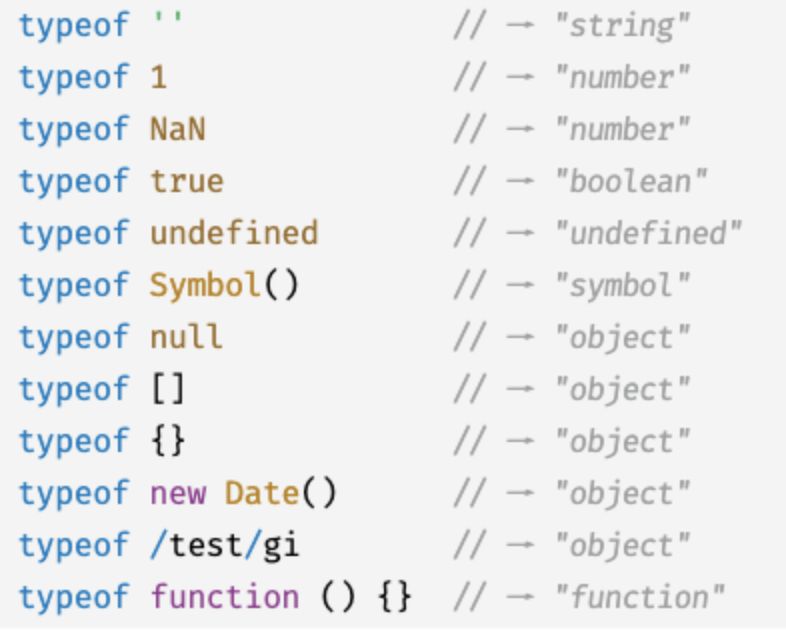 typeof ''                // → "string"
typeof 1                 // → "number"
typeof NaN               // → "number"
typeof true              // → "boolean"
typeof undefined         // → "undefined"
typeof Symbol()          // → "symbol"
typeof null              // → "object"
typeof []                // → "object"
typeof {}                // → "object"
typeof new Date()        // → "object"
typeof /test/gi          // → "object"
typeof function () {}    // → "function"